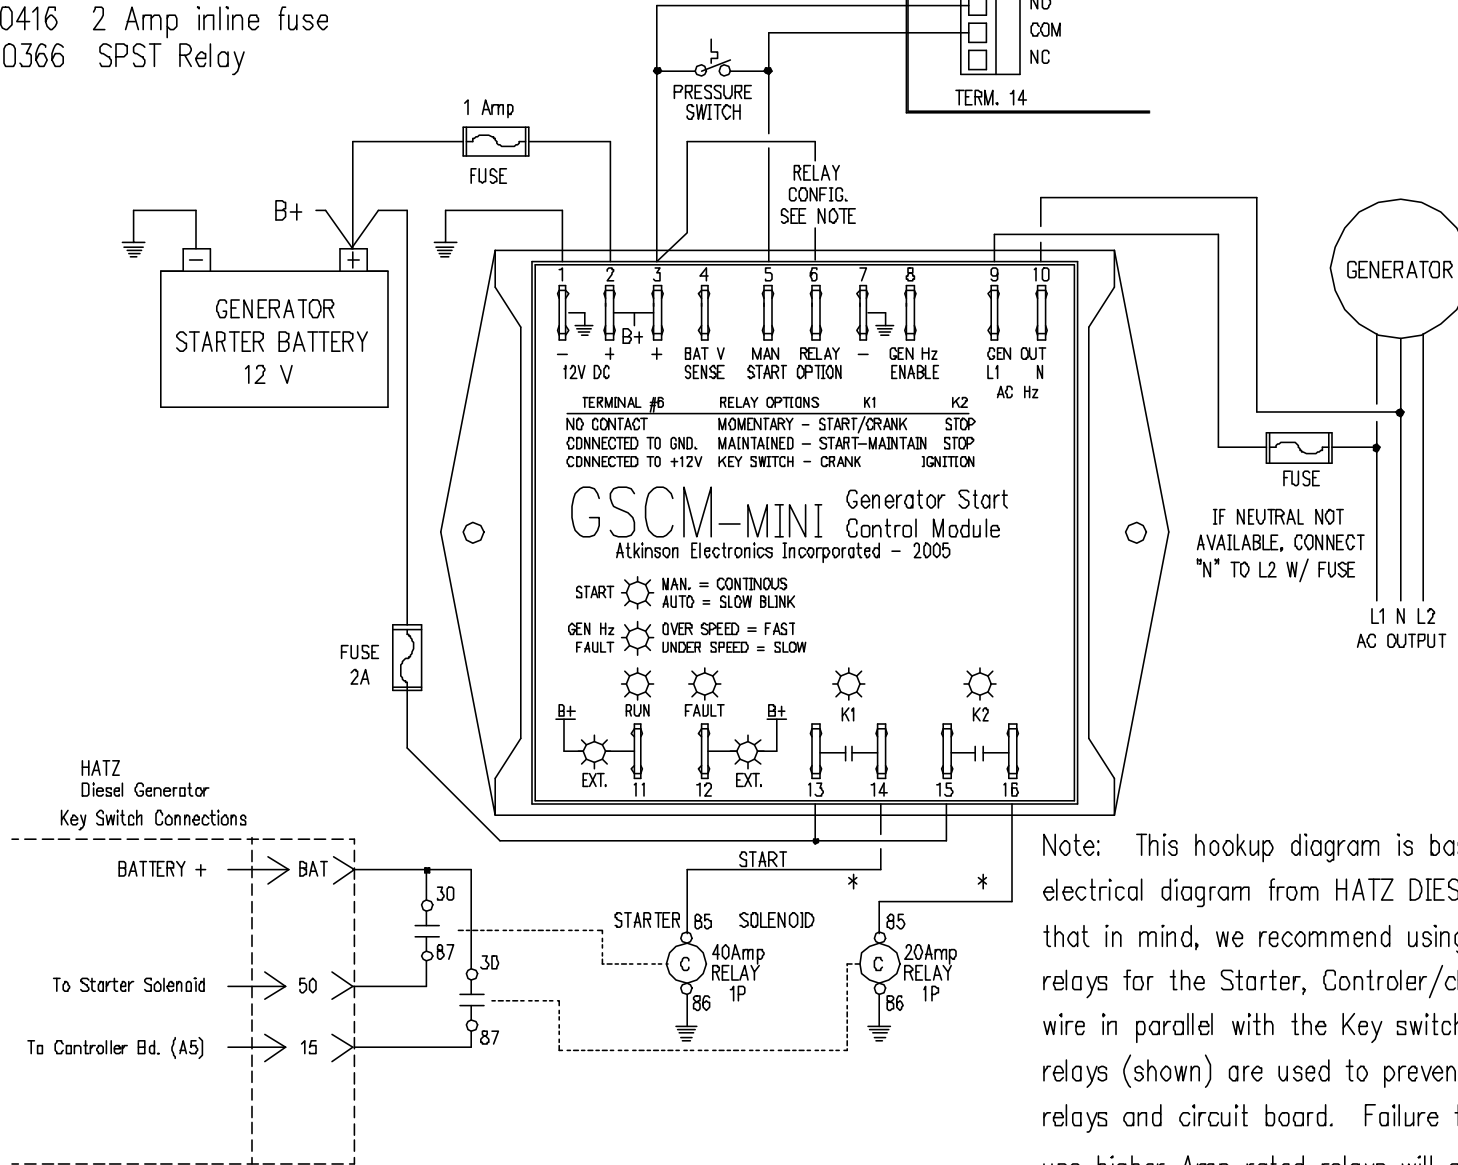 0416 2 Amp inline fuse
0366 SPST Relay
NO
COM
NC
TERM. 14
PRESSURE
SWITCH
1 Amp
FUSE
RELAY
CONFIG.
SEE NOTE
B+
−
+
GENERATOR
STARTER BATTERY
12 V
GENERATOR
1 2 3 4 5 6 7 8 9 10
B+
− + + BAT V MAN RELAY − GEN Hz GEN OUT
12V DC SENSE START OPTION ENABLE L1 N
AC Hz
TERMINAL #6 RELAY OPTIONS K1 K2
NO CONTACT MOMENTARY − START/CRANK STOP
CONNECTED TO GND. MAINTAINED − START−MAINTAIN STOP
CONNECTED TO +12V KEY SWITCH − CRANK IGNITION
GSCM−MINI Generator Start
Control Module
Atkinson Electronics Incorporated − 2005
FUSE
IF NEUTRAL NOT
AVAILABLE, CONNECT
"N" TO L2 W/ FUSE
L1 N L2
AC OUTPUT
START MAN. = CONTINOUS
AUTO = SLOW BLINK
GEN Hz OVER SPEED = FAST
FAULT UNDER SPEED = SLOW
FUSE
2A
B+ RUN FAULT B+ K1 K2
EXT. 11 12 EXT. 13 14 15 16
HATZ
Diesel Generator
Key Switch Connections
BATTERY + BAT
30
87
30
87
To Starter Solenoid 50
To Controller Bd. (A5) 15
START
* *
STARTER 85 SOLENOID
C 40Amp
RELAY
1P
86
85
C 20Amp
RELAY
1P
86
Note: This hookup diagram is bas
electrical diagram from HATZ DIES
that in mind, we recommend using
relays for the Starter, Controler/c
wire in parallel with the Key switch
relays (shown) are used to preven
relays and circuit board. Failure t
use higher Amp rated relays will